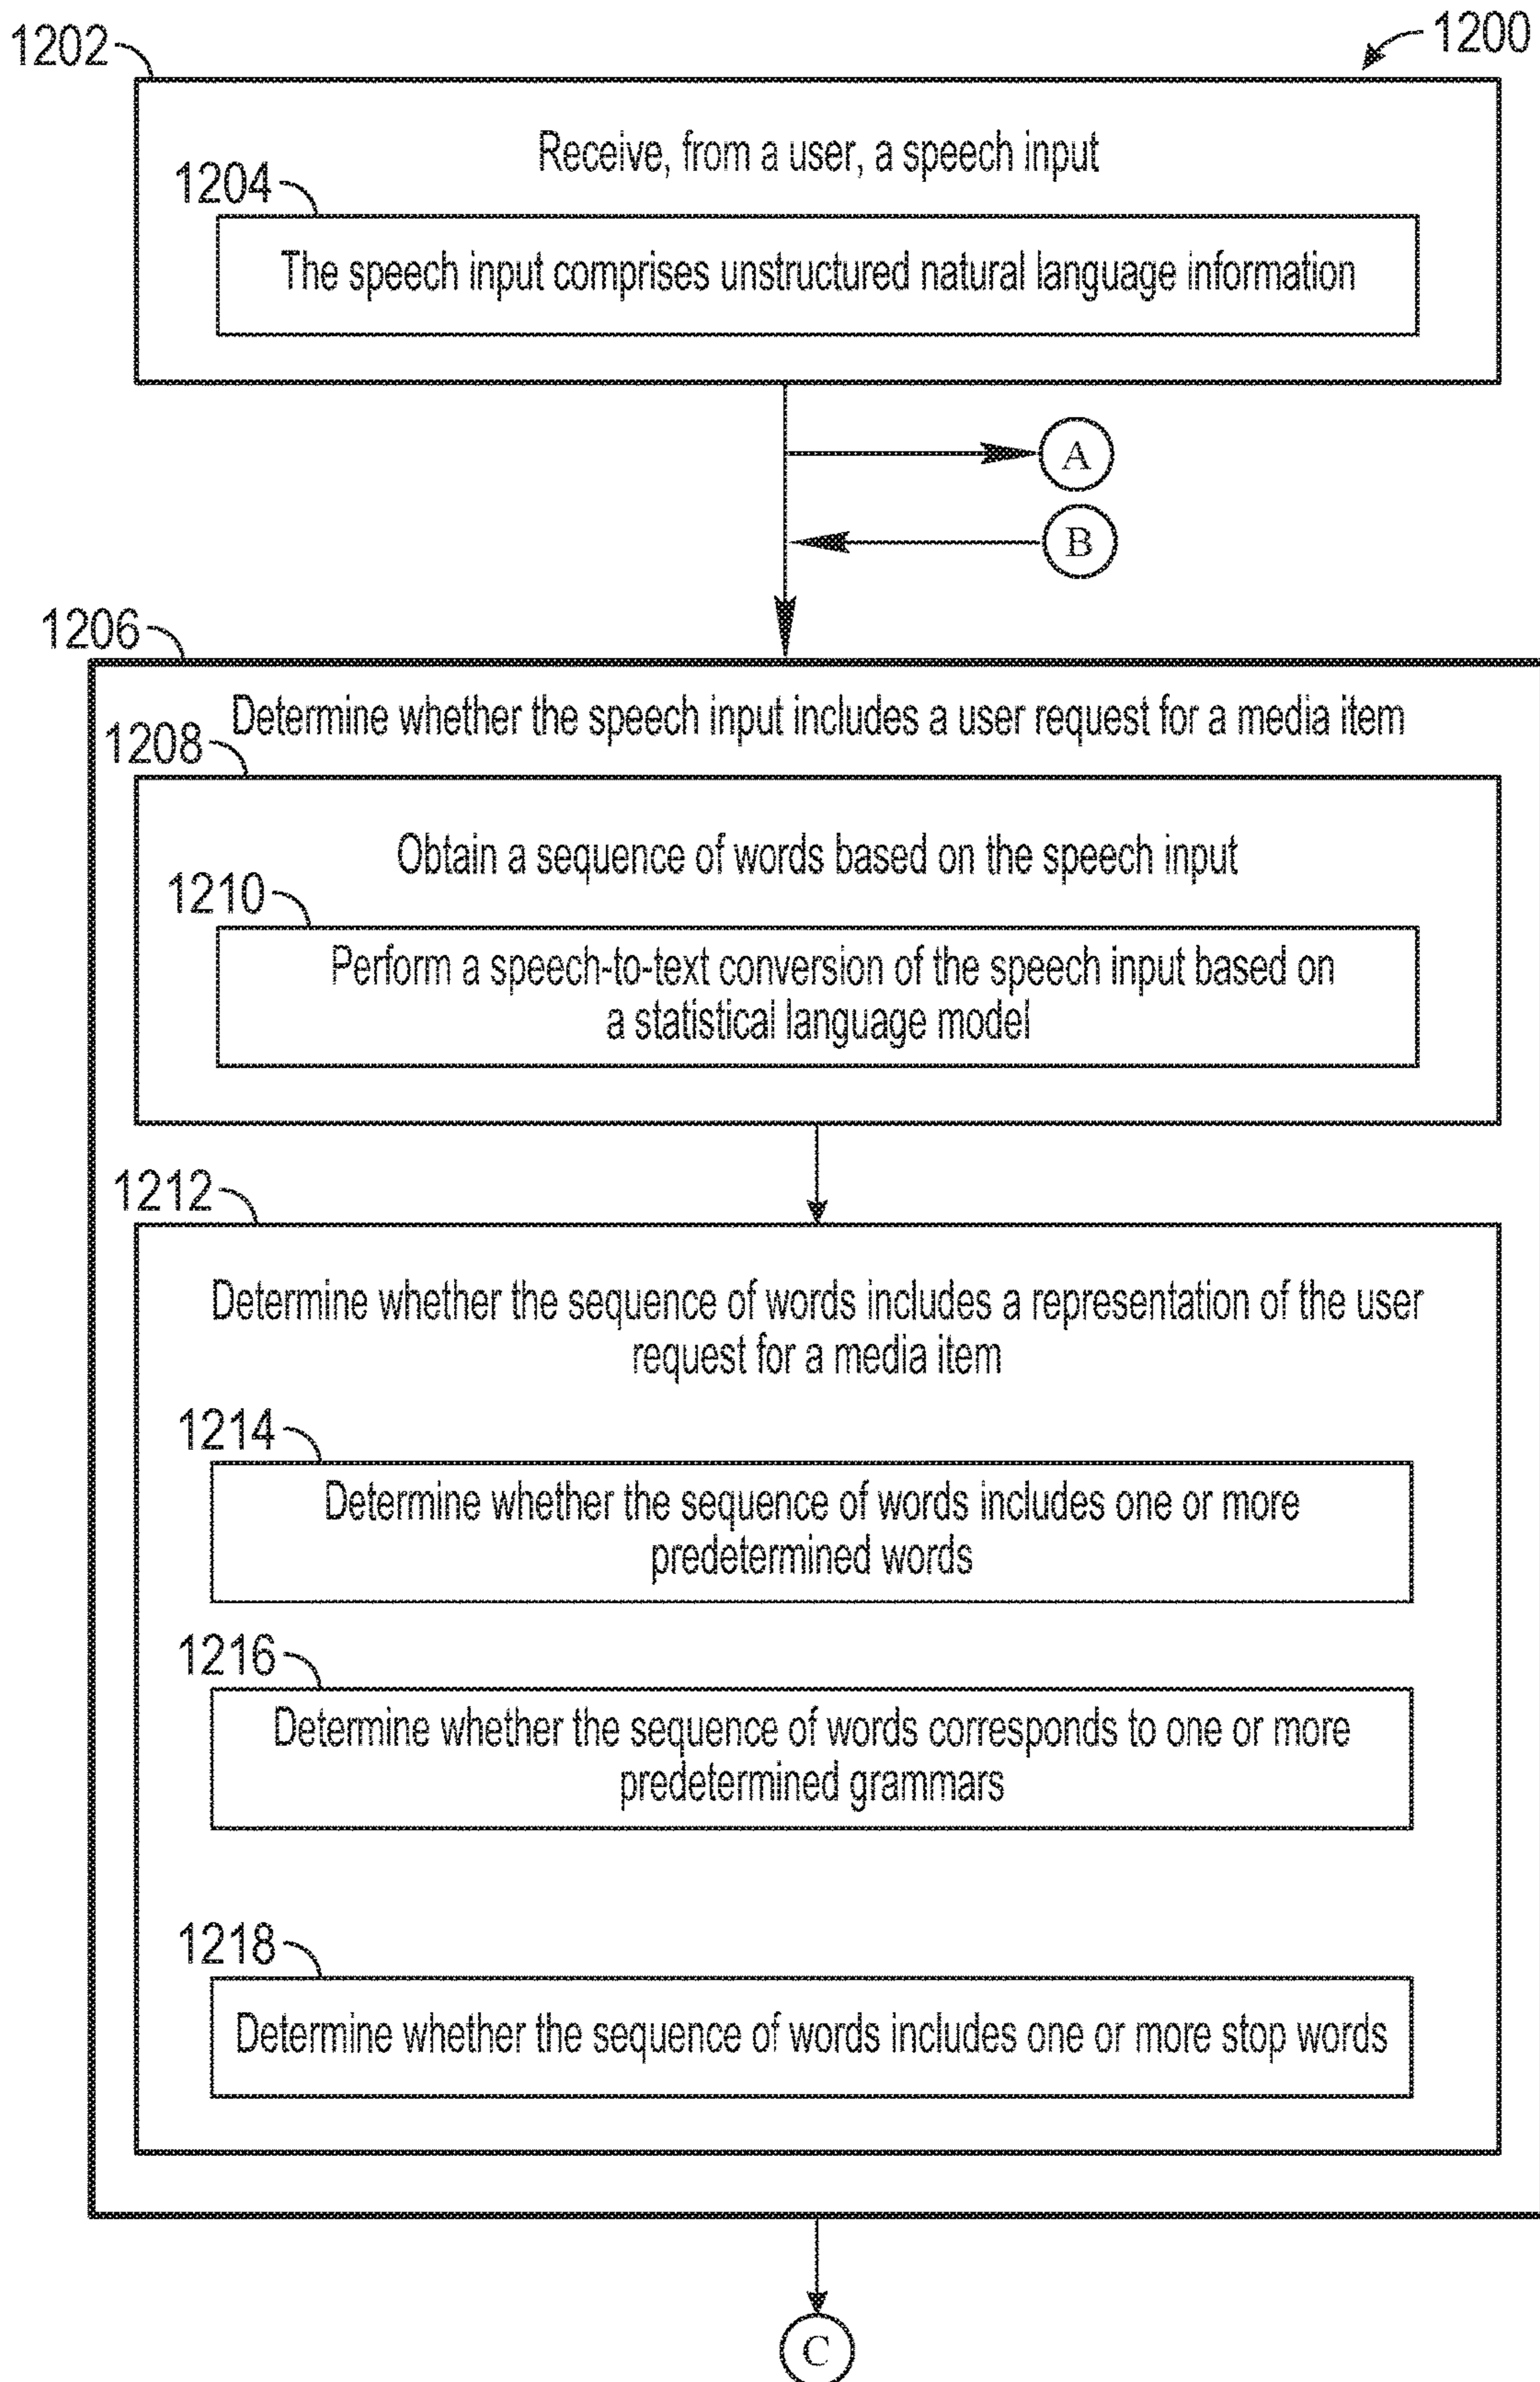 1200
1202
Receive, from a user, a speech input
1204
The speech input comprises unstructured natural language information
A
B
1206
Determine whether the speech input includes a user request for a media item
1208
Obtain a sequence of words based on the speech input
1210
Perform a speech-to-text conversion of the speech input based on
a statistical language model
1212
Determine whether the sequence of words includes a representation of the user
request for a media item
1214
Determine whether the sequence of words includes one or more
predetermined words
1216
Determine whether the sequence of words corresponds to one or more
predetermined grammars
1218
Determine whether the sequence of words includes one or more stop words
C